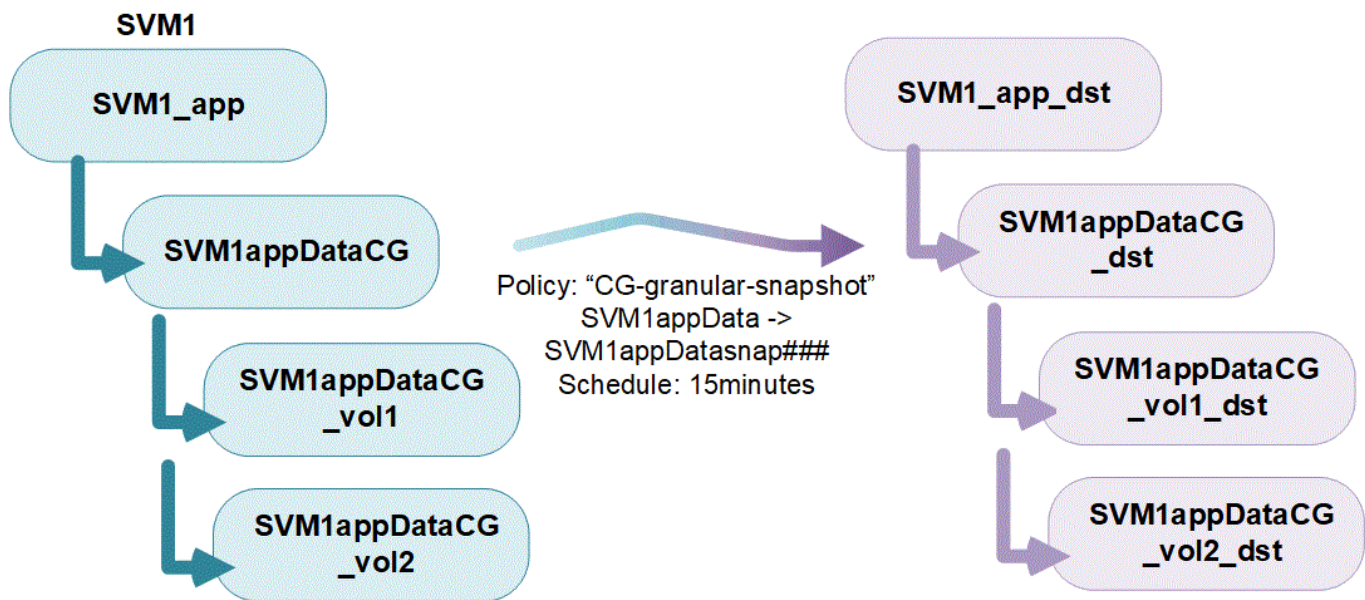 SVM1
SVM1_app
SVM1appDataCG
SVM1appDataCG
_vol1
SVM1appDataCG
_vol2
Policy: “CG-granular-snapshot”
SVM1appData ->
SVM1appDatasnap###
Schedule: 15minutes
SVM1_app_dst
SVM1appDataCG
_dst
SVM1appDataCG
_vol1_dst
SVM1appDataCG
_vol2_dst